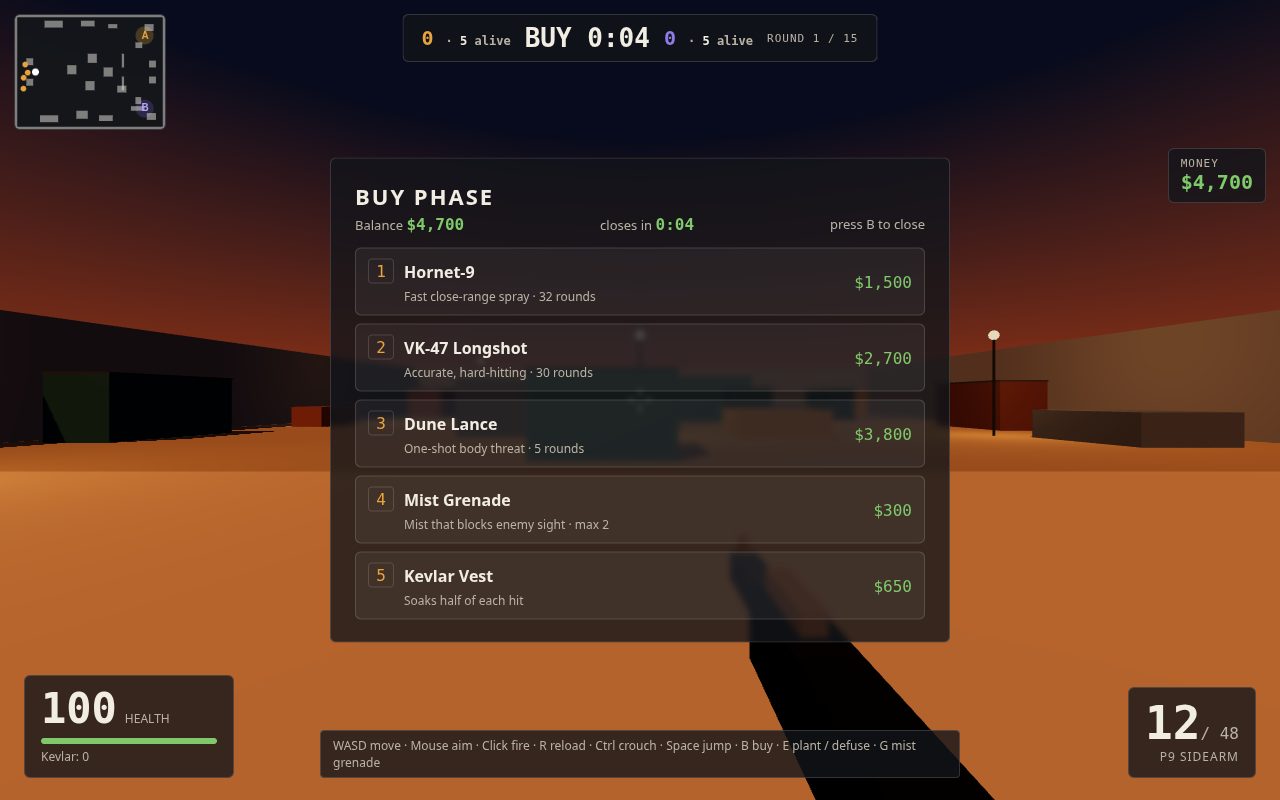 A
B
0 · 5 alive BUY 0:04 0 · 5 alive ROUND 1 / 15
MONEY
$4,700
BUY PHASE
Balance $4,700 closes in 0:04 press B to close
1 Hornet-9
Fast close-range spray · 32 rounds
$1,500
2 VK-47 Longshot
Accurate, hard-hitting · 30 rounds
$2,700
3 Dune Lance
One-shot body threat · 5 rounds
$3,800
4 Mist Grenade
Mist that blocks enemy sight · max 2
$300
5 Kevlar Vest
Soaks half of each hit
$650
100 HEALTH
Kevlar: 0
WASD move · Mouse aim · Click fire · R reload · Ctrl crouch · Space jump · B buy · E plant / defuse · G mist
grenade
12 / 48
P9 SIDEARM